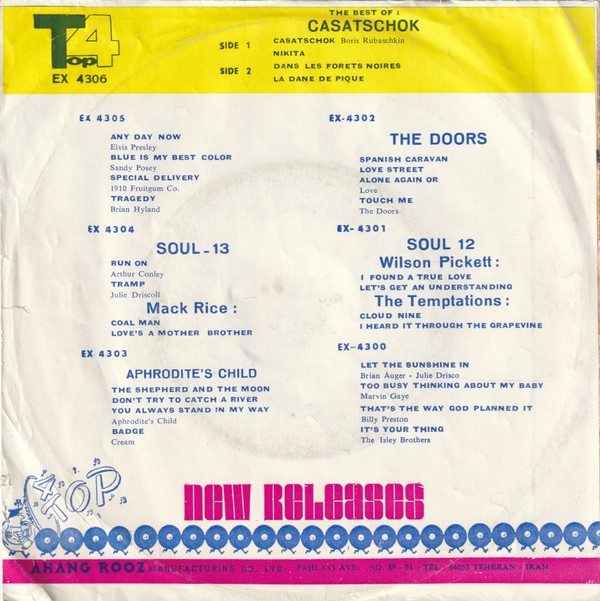 Top 4
EX 4306
THE BEST OF :
CASATSCHOK
SIDE 1
CASATSCHOK Boris Rubaschkin
NIKITA
SIDE 2
DANS LES FORETS NOIRES
LA DANE DE PIQUE
EX 4305
ANY DAY NOW
Elvis Presley
BLUE IS MY BEST COLOR
Sandy Posey
SPECIAL DELIVERY
1910 Fruitgum Co.
TRAGEDY
Brian Hyland
EX 4304
SOUL - 13
RUN ON
Arthur Conley
TRAMP
Julie Driscoll
Mack Rice :
COAL MAN
LOVE'S A MOTHER BROTHER
EX 4303
APHRODITE'S CHILD
THE SHEPHERD AND THE MOON
DON'T TRY TO CATCH A RIVER
YOU ALWAYS STAND IN MY WAY
Aphrodite's Child
BADGE
Cream
EX-4302
THE DOORS
SPANISH CARAVAN
LOVE STREET
ALONE AGAIN OR
Love
TOUCH ME
The Doors
EX-4301
SOUL 12
Wilson Pickett :
I FOUND A TRUE LOVE
LET'S GET AN UNDERSTANDING
The Temptations :
CLOUD NINE
I HEARD IT THROUGH THE GRAPEVINE
EX-4300
LET THE SUNSHINE IN
Brian Auger - Julie Drisco
TOO BUSY THINKING ABOUT MY BABY
Marvin Gaye
THAT'S THE WAY GOD PLANNED IT
Billy Preston
IT'S YOUR THING
The Isley Brothers
4 TOP
new releases
AHANG ROOZ MANUFACTURING CO. LTD - PAHLAVI AVE. NO. 89 - 91 - TEL 64053 TEHERAN - IRAN